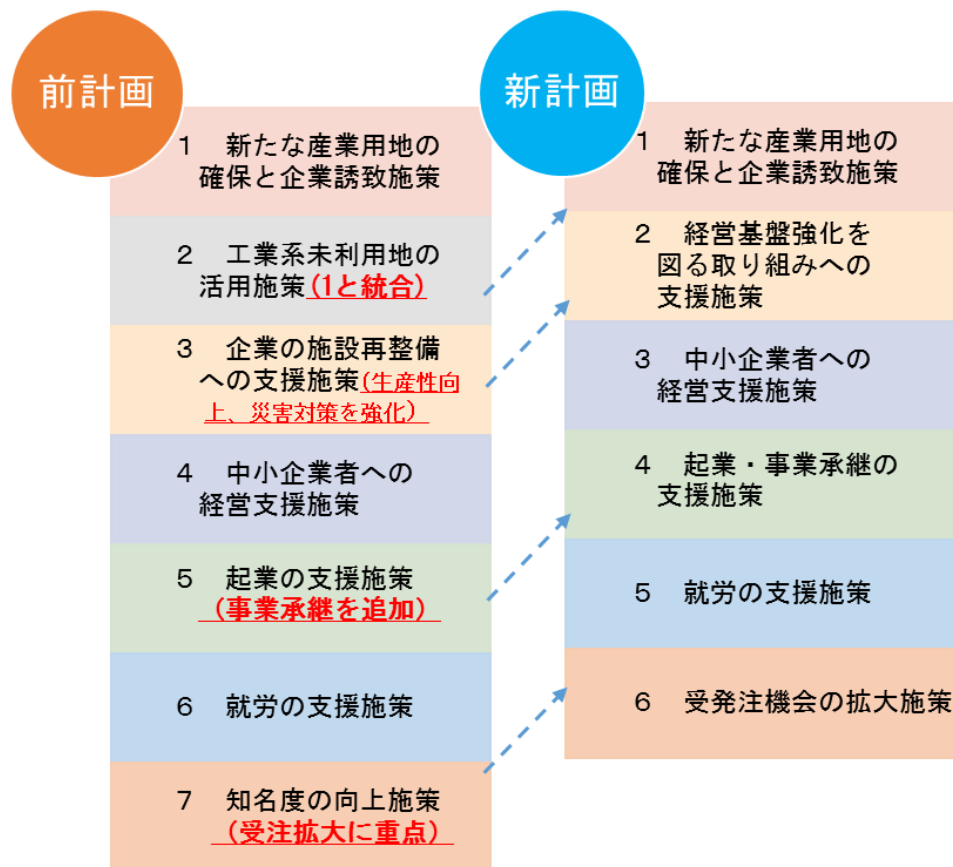 前計画
1 新たな産業用地の
確保と企業誘致施策
2 工業系未利用地の
活用施策(1と統合)
3 企業の施設再整備
への支援施策(生産性向
上、災害対策を強化)
4 中小企業者への
経営支援施策
5 起業の支援施策
(事業承継を追加)
6 就労の支援施策
7 知名度の向上施策
(受注拡大に重点)
新計画
1 新たな産業用地の
確保と企業誘致施策
2 経営基盤強化を
図る取り組みへの
支援施策
3 中小企業者への
経営支援施策
4 起業・事業承継の
支援施策
5 就労の支援施策
6 受発注機会の拡大施策